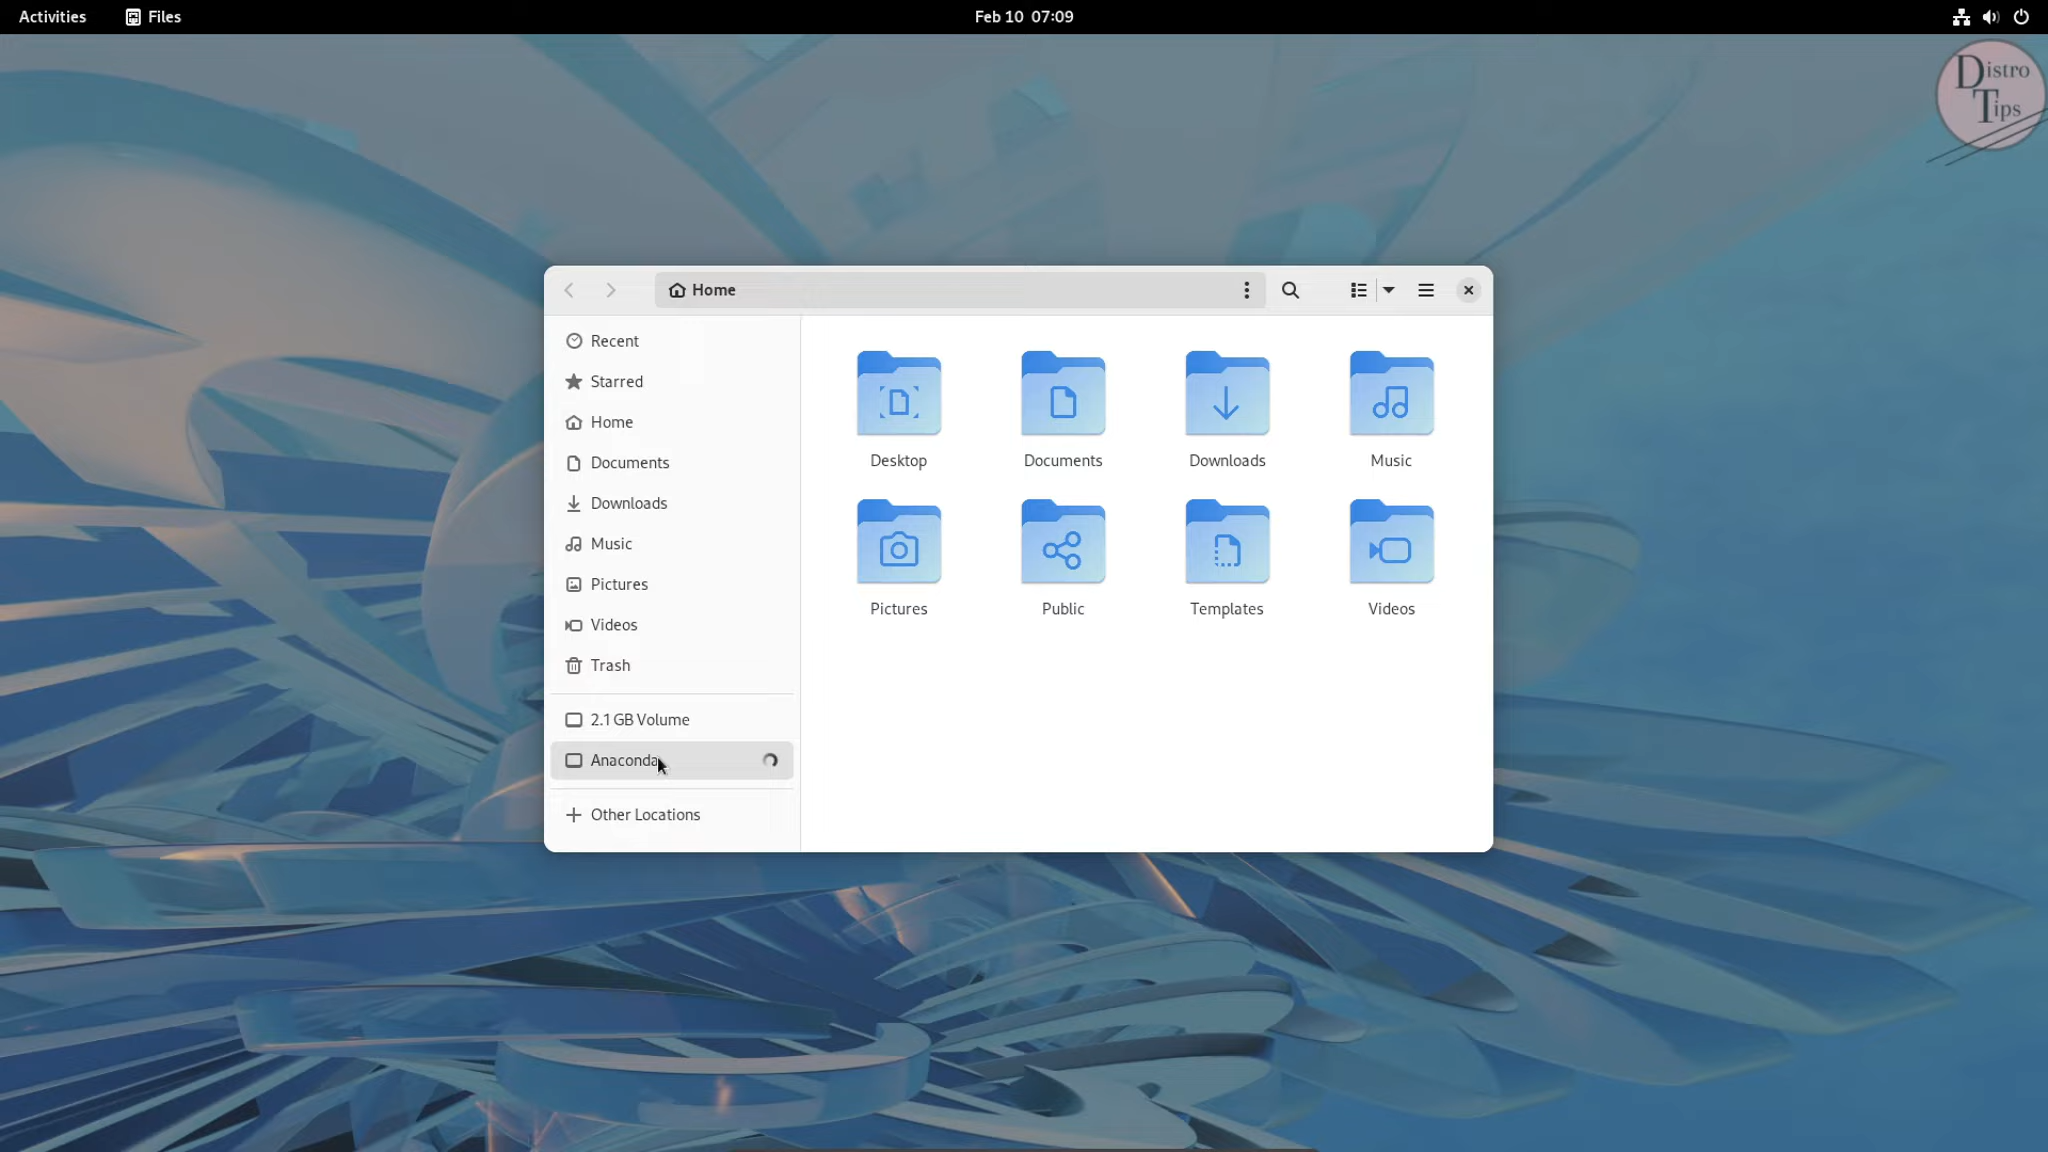 Activities
Files
Feb 10 07:09
Distro
Tips
Home
Recent
Starred
Home
Documents
Downloads
Music
Pictures
Videos
Trash
2.1 GB Volume
Anaconda
Other Locations
Desktop
Documents
Downloads
Music
Pictures
Public
Templates
Videos